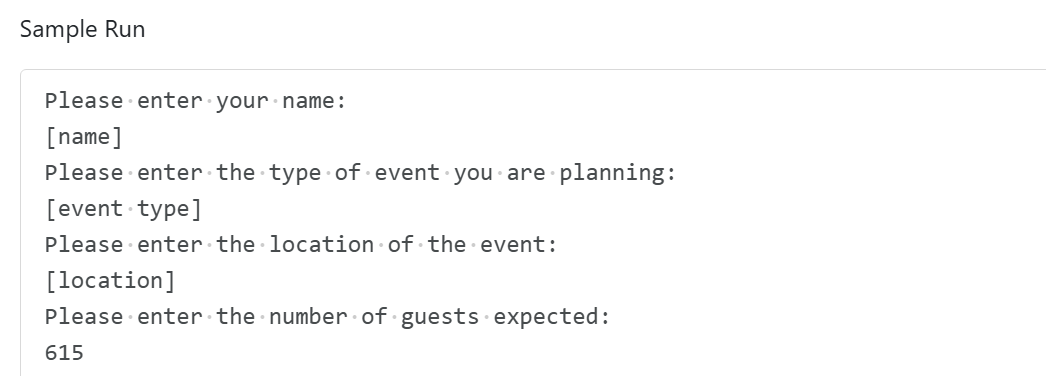 Sample Run
Please·enter·your·name:
[name]
Please·enter·the·type·of·event·you·are·planning:
[event·type]
Please·enter·the·location·of·the·event:
[location]
Please·enter·the·number·of·guests·expected:
615